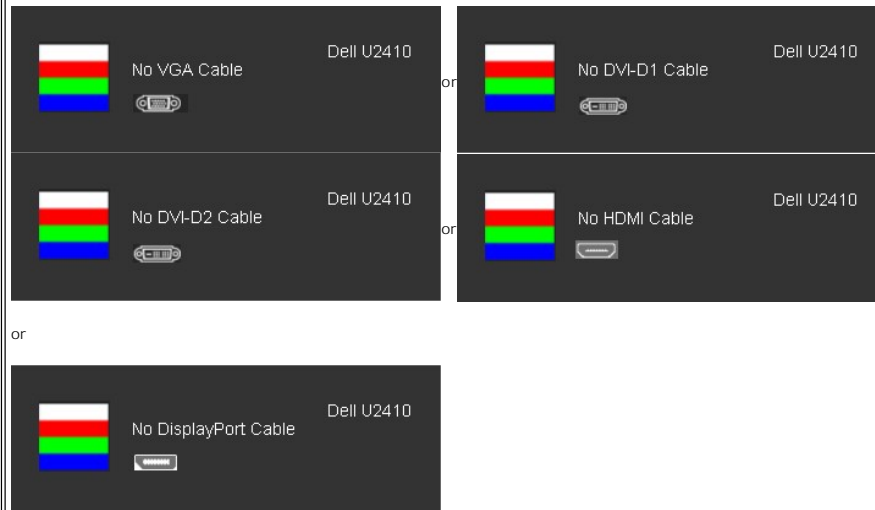 Dell U2410
No VGA Cable
or
Dell U2410
No DVI-D1 Cable
Dell U2410
No DVI-D2 Cable
or
Dell U2410
No HDMI Cable
or
Dell U2410
No DisplayPort Cable